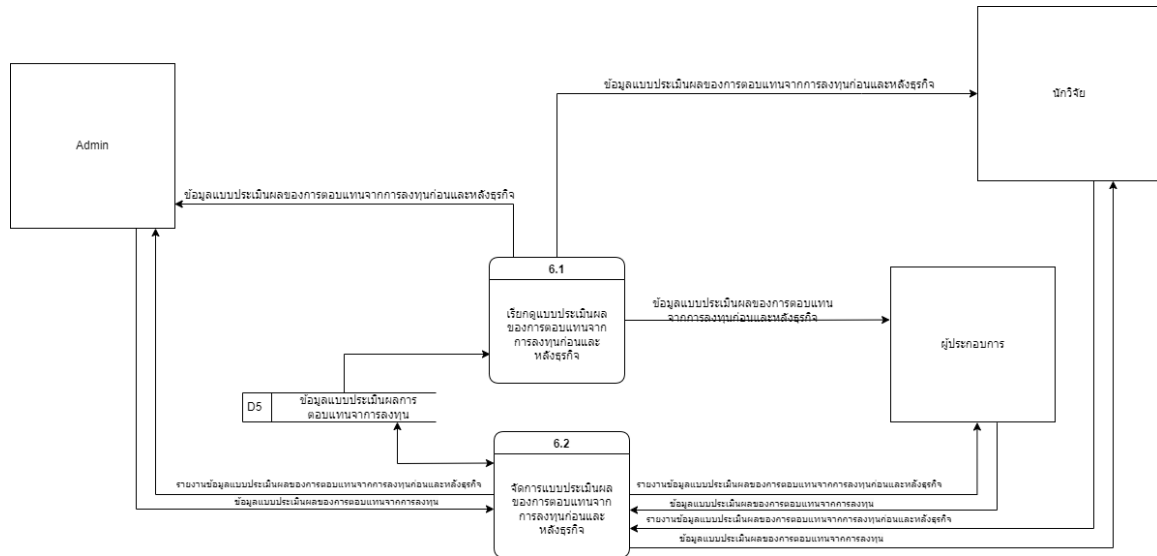 ข้อมูลแบบประเมินผลของการตอบแทนจากการลงทุนก่อนและหลังธุรกิจ
นักวิจัย
Admin
ข้อมูลแบบประเมินผลของการตอบแทนจากการลงทุนก่อนและหลังธุรกิจ
6.1
เรียกดูแบบประเมินผล
ของการตอบแทนจาก
การลงทุนก่อนและ
หลังธุรกิจ
ข้อมูลแบบประเมินผลของการตอบแทน
จากการลงทุนก่อนและหลังธุรกิจ
ผู้ประกอบการ
D5
ข้อมูลแบบประเมินผลการ
ตอบแทนจาการลงทุน
6.2
จัดการแบบประเมินผล
ของการตอบแทนจาก
การลงทุนก่อนและ
หลังธุรกิจ
รายงานข้อมูลแบบประเมินผลของการตอบแทนจากการลงทุนก่อนและหลังธุรกิจ
ข้อมูลแบบประเมินผลของการตอบแทนจากการลงทุน
รายงานข้อมูลแบบประเมินผลของการตอบแทนจากการลงทุนก่อนและหลังธุรกิจ
ข้อมูลแบบประเมินผลของการตอบแทนจากการลงทุน
รายงานข้อมูลแบบประเมินผลของการตอบแทนจากการลงทุนก่อนและหลังธุรกิจ
ข้อมูลแบบประเมินผลของการตอบแทนจากการลงทุน